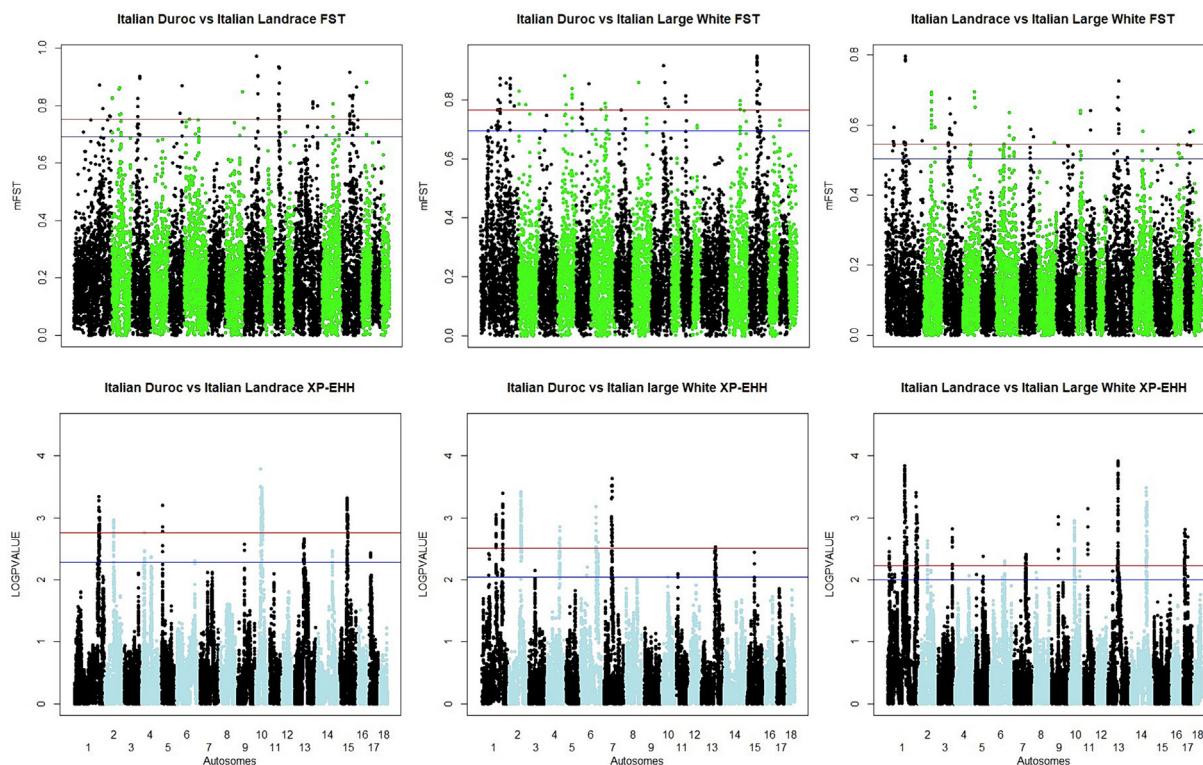 Italian Duroc vs Italian Landrace FST
Italian Duroc vs Italian Large White FST
Italian Landrace vs Italian Large White FST
mFST
0.0
0.2
0.4
0.6
0.8
1.0
mFST
0.0
0.2
0.4
0.6
0.8
mFST
0.0
0.2
0.4
0.6
0.8
Italian Duroc vs Italian Landrace XP-EHH
Italian Duroc vs Italian large White XP-EHH
Italian Landrace vs Italian Large White XP-EHH
LOGPVALUE
0
1
2
3
4
LOGPVALUE
0
1
2
3
4
LOGPVALUE
0
1
2
3
4
2 4 6 8 10 12 14 16 18
1 3 5 7 9 11 13 15 17
Autosomes
2 4 6 8 10 12 14 16 18
1 3 5 7 9 11 13 15 17
Autosomes
2 4 6 8 10 12 14 16 18
1 3 5 7 9 11 13 15 17
Autosomes